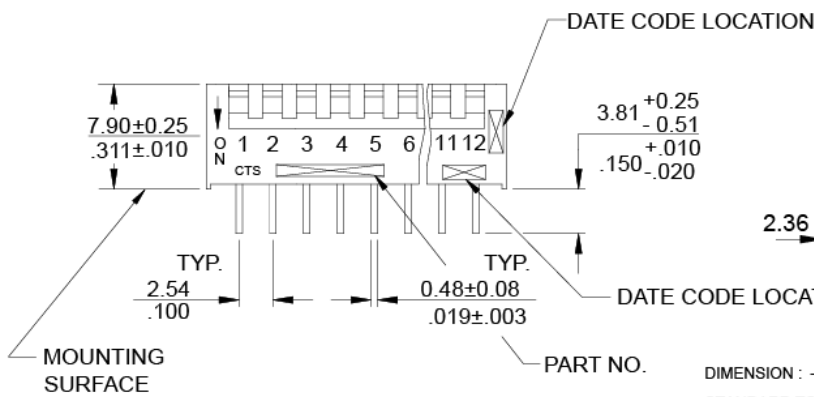 DATE CODE LOCATION
7.90±0.25
.311±.010
3.81 +0.25
- 0.51
.150 +.010
-.020
ON 1 2 3 4 5 6 11 12
CTS
2.36
TYP.
2.54
.100
TYP.
0.48±0.08
.019±.003
DATE CODE LOCAT
MOUNTING
SURFACE
PART NO.
DIMENSION : -